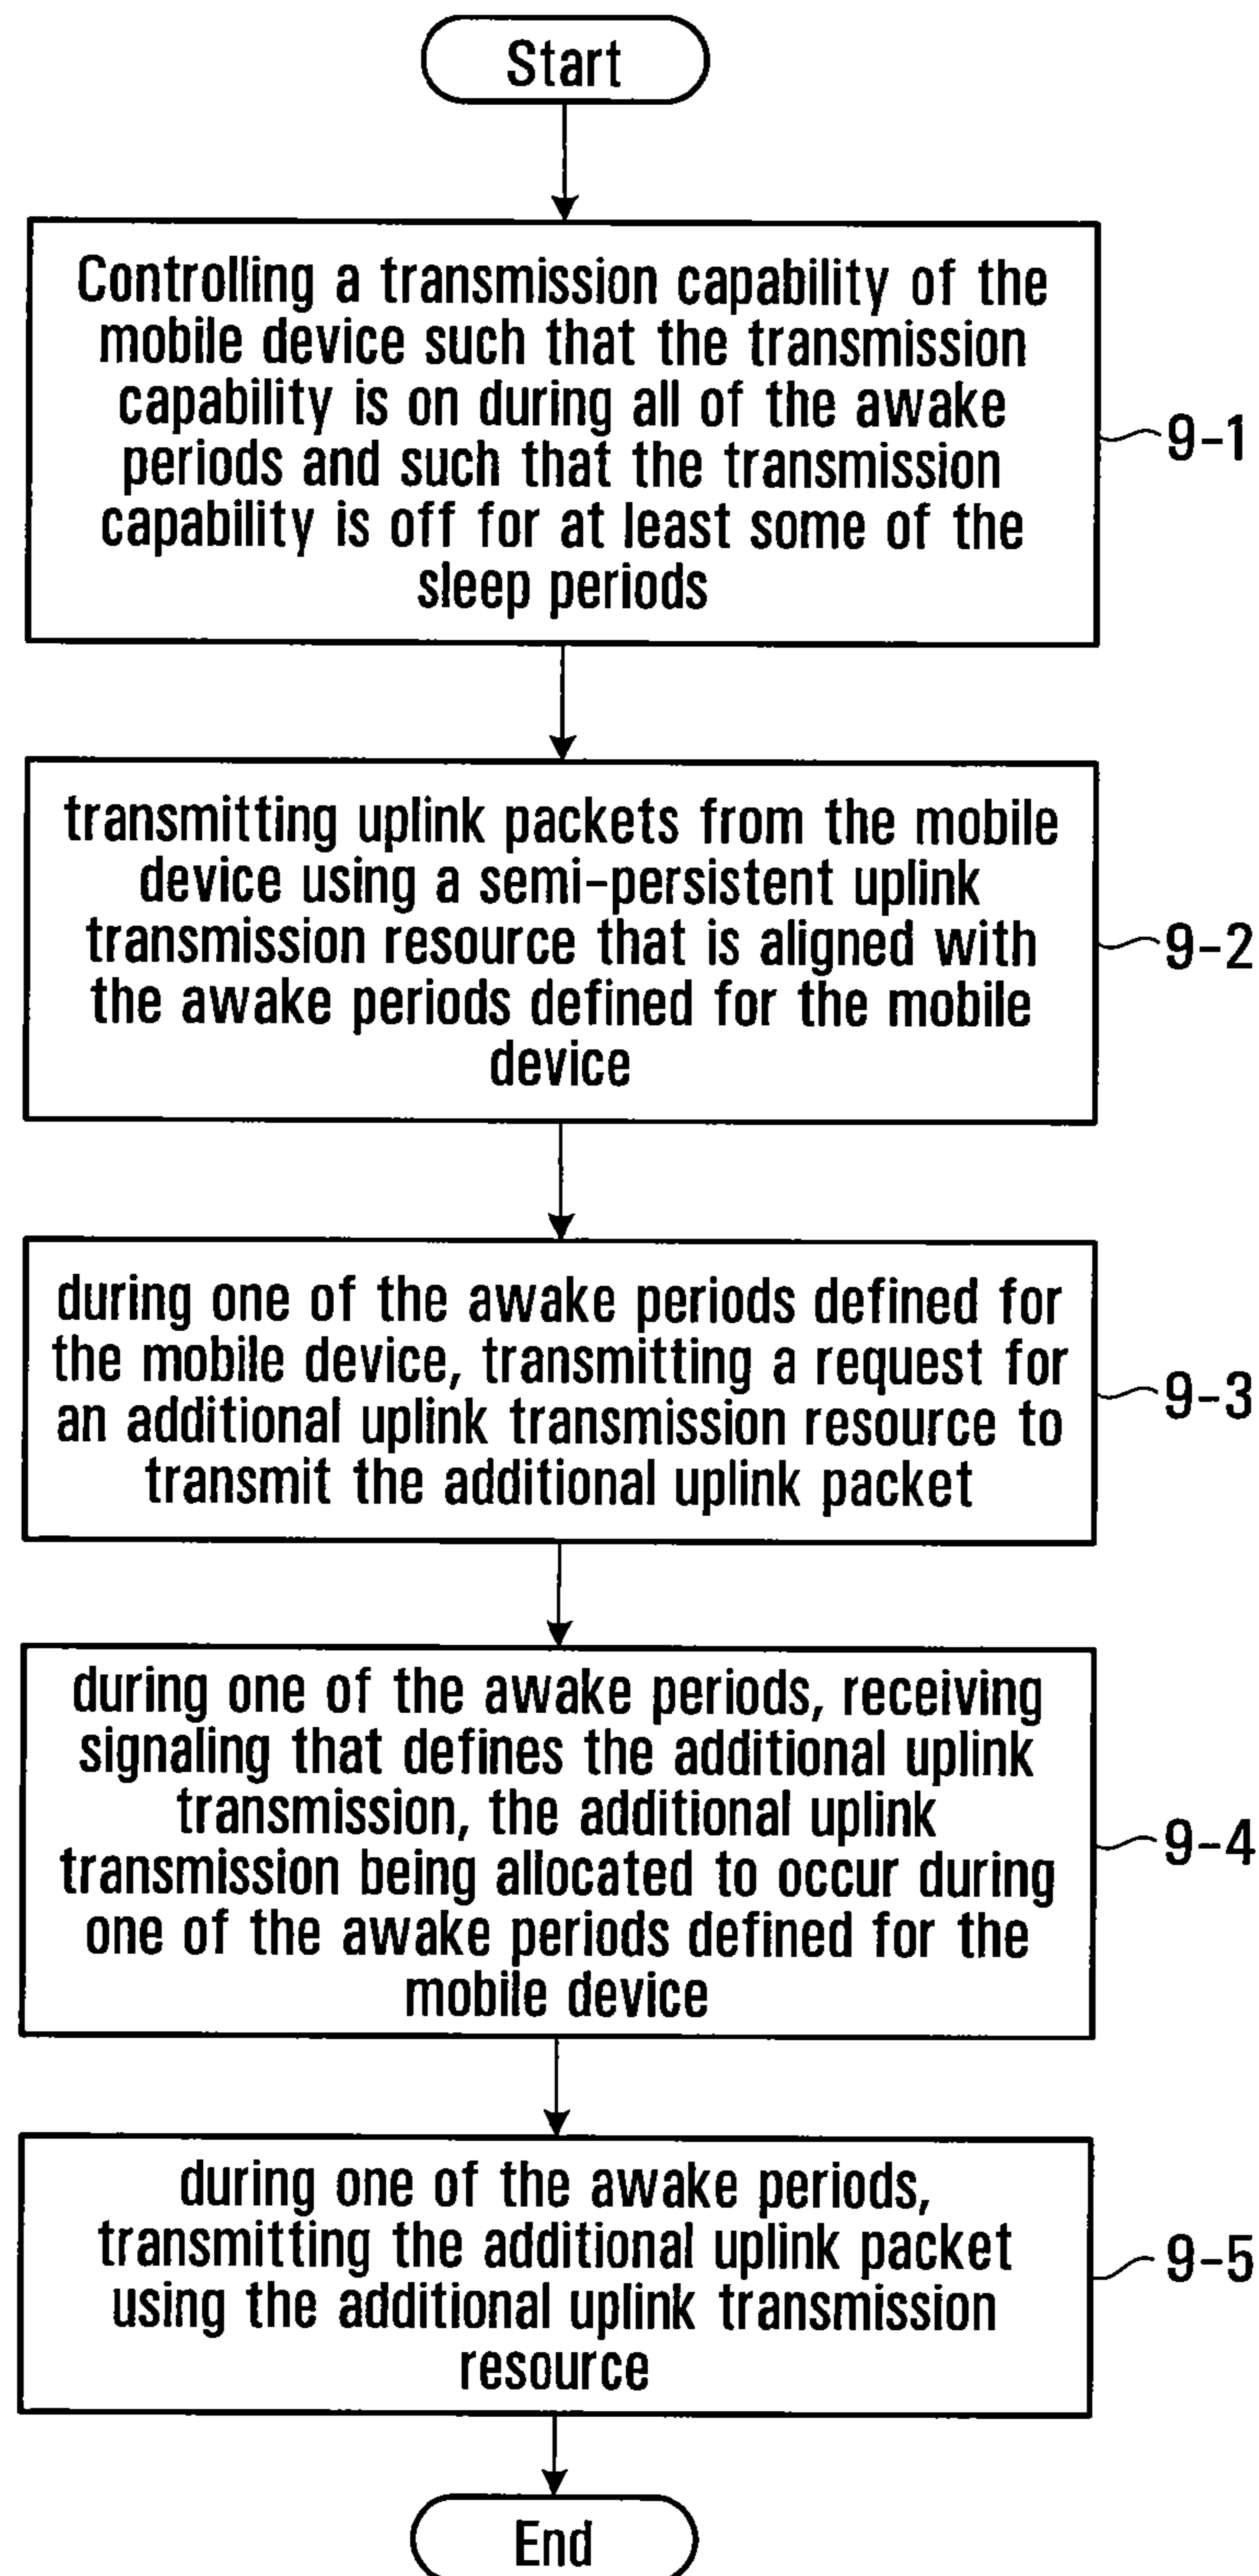 Start
Controlling a transmission capability of the
mobile device such that the transmission
capability is on during all of the awake
periods and such that the transmission
capability is off for at least some of the
sleep periods
9-1
transmitting uplink packets from the mobile
device using a semi-persistent uplink
transmission resource that is aligned with
the awake periods defined for the mobile
device
9-2
during one of the awake periods defined for
the mobile device, transmitting a request for
an additional uplink transmission resource to
transmit the additional uplink packet
9-3
during one of the awake periods, receiving
signaling that defines the additional uplink
transmission, the additional uplink
transmission being allocated to occur during
one of the awake periods defined for the
mobile device
9-4
during one of the awake periods,
transmitting the additional uplink packet
using the additional uplink transmission
resource
9-5
End